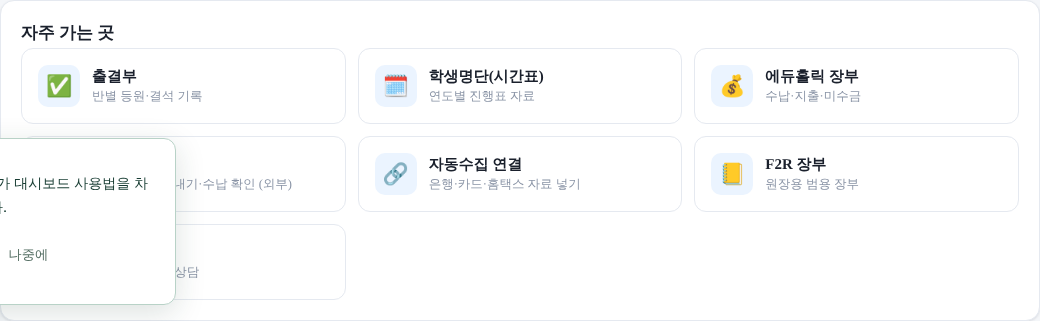 자주 가는 곳
출결부
반별 등원·결석 기록
학생명단(시간표)
연도별 진행표 자료
에듀홀릭 장부
수납·지출·미수금
내기·수납 확인 (외부)
자동수집 연결
은행·카드·홈택스 자료 넣기
F2R 장부
원장용 범용 장부
가 대시보드 사용법을 차
나중에
상담